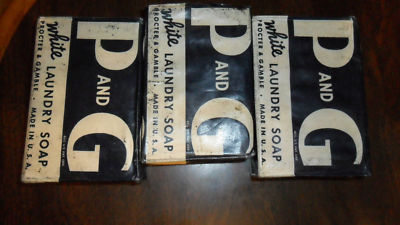 P
AND
G
White LAUNDRY SOAP
PROCTER & GAMBLE • MADE IN U.S.A.
P
AND
G
White LAUNDRY SOAP
PROCTER & GAMBLE • MADE IN U.S.A.
P
AND
G
White LAUNDRY SOAP
PROCTER & GAMBLE • MADE IN U.S.A.